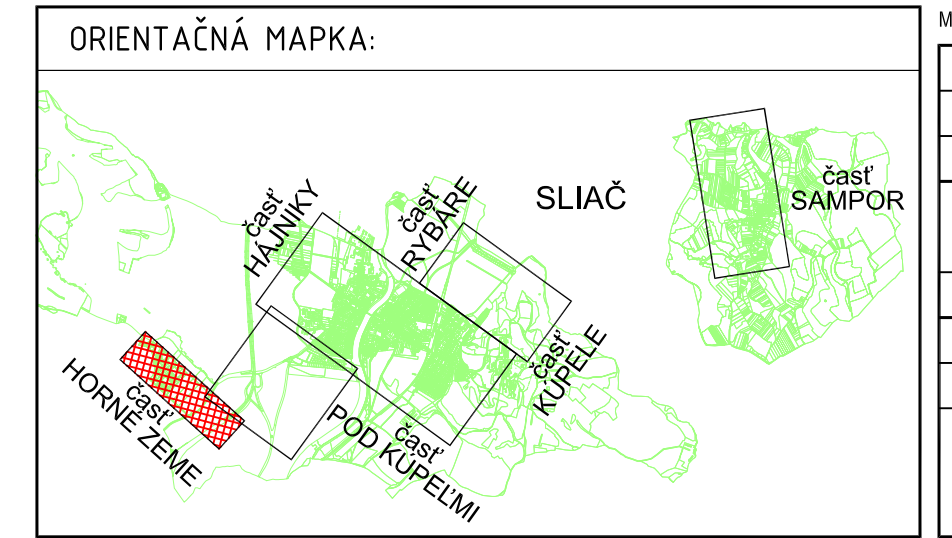 ORIENTAČNÁ MAPKA:
M
časť
HÁJNIKY
časť
RYBÁRE
SLIAČ
časť
SAMPOR
časť
KÚPELE
časť
HORNÉ ZEME
časť
POD KÚPEĽMI